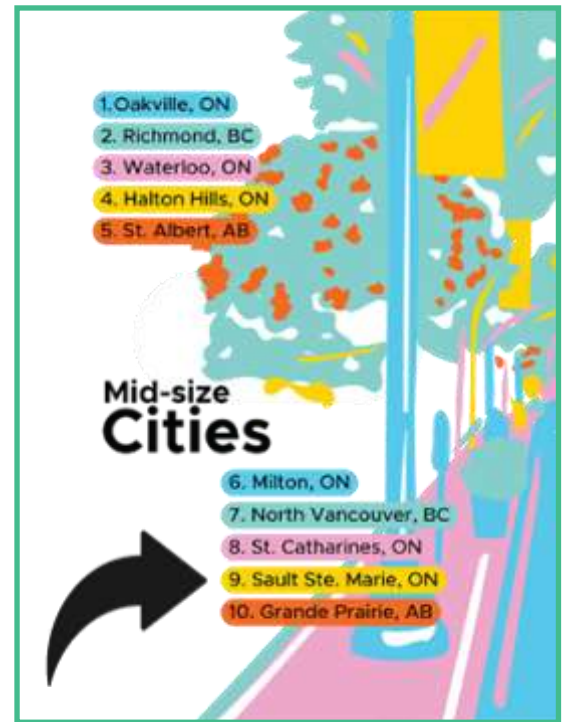 1.Oakville, ON
2. Richmond, BC
3. Waterloo, ON
4. Halton Hills, ON
5. St. Albert, AB
Mid-size
Cities
6. Milton, ON
7. North Vancouver, BC
8. St. Catharines, ON
9. Sault Ste. Marie, ON
10. Grande Prairie, AB